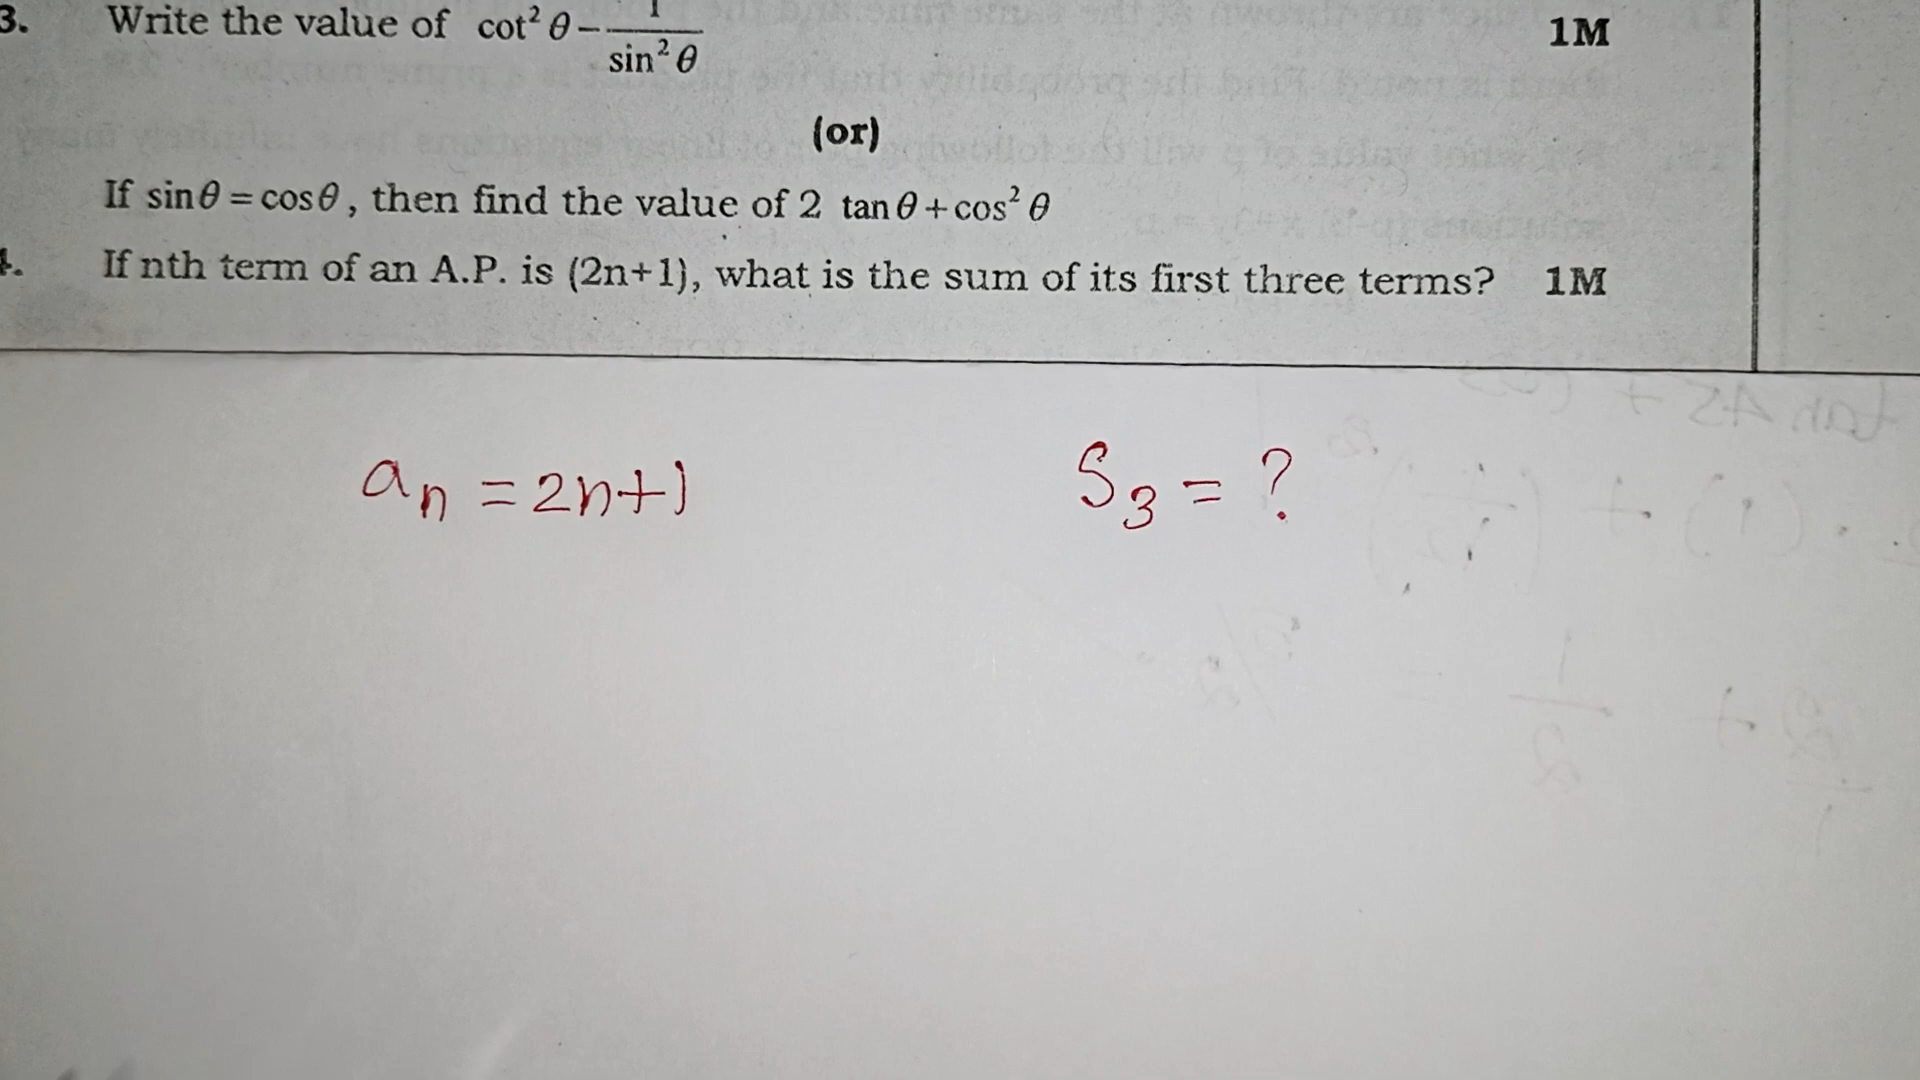 3. Write the value of cot² θ − 1/sin² θ 1M
(or)
If sin θ = cos θ, then find the value of 2 tan θ + cos² θ
4. If nth term of an A.P. is (2n+1), what is the sum of its first three terms? 1M
aₙ = 2n+1 S₃ = ?